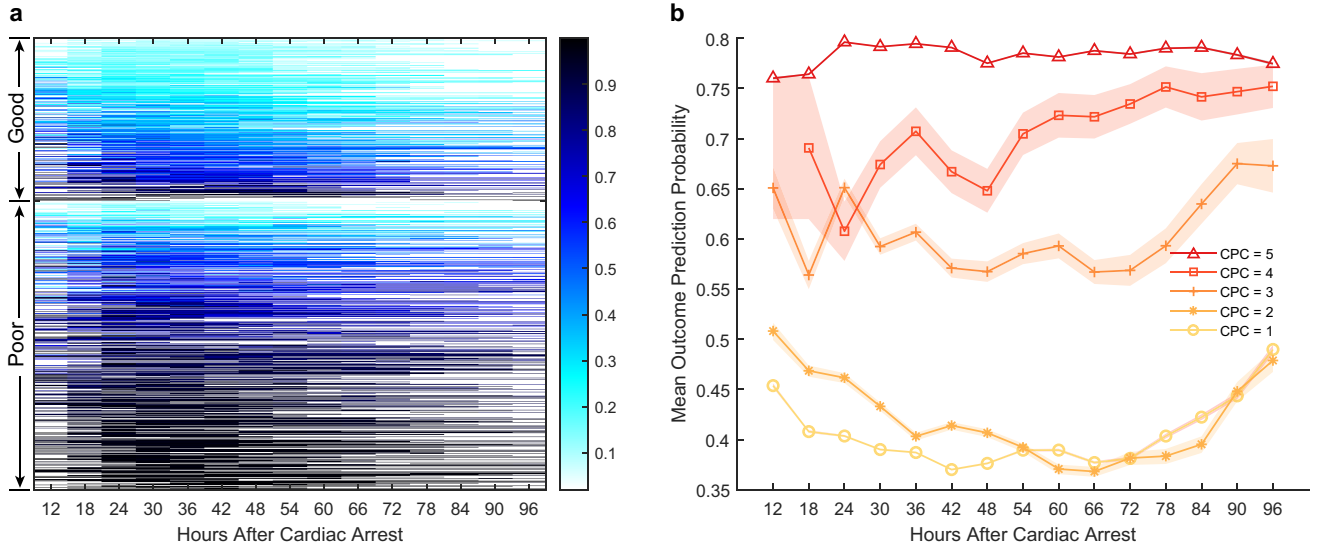 a
Good
Poor
12 18 24 30 36 42 48 54 60 66 72 78 84 90 96
Hours After Cardiac Arrest
0.9
0.8
0.7
0.6
0.5
0.4
0.3
0.2
0.1
b
Mean Outcome Prediction Probability
0.8
0.75
0.7
0.65
0.6
0.55
0.5
0.45
0.4
0.35
CPC = 5
CPC = 4
CPC = 3
CPC = 2
CPC = 1
12 18 24 30 36 42 48 54 60 66 72 78 84 90 96
Hours After Cardiac Arrest